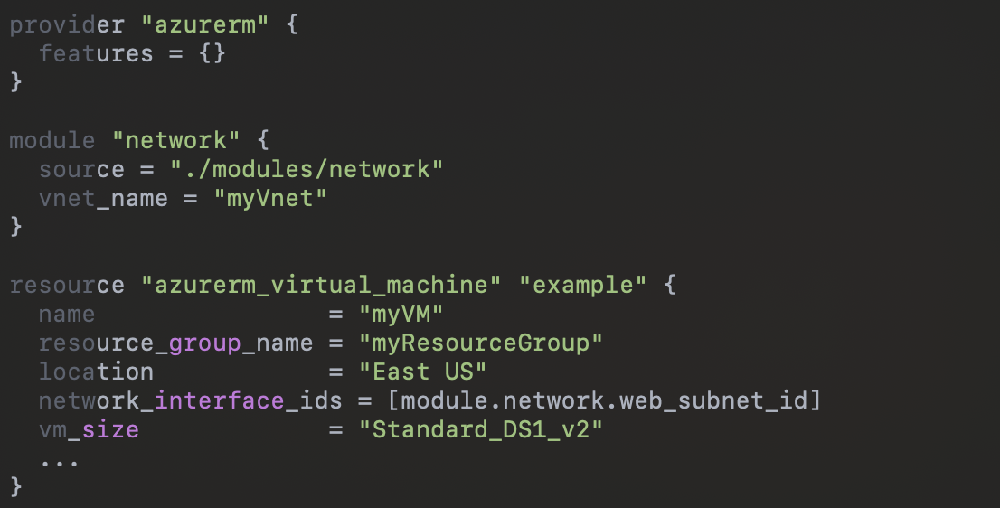 provider "azurerm" {
  features = {}
}

module "network" {
  source = "./modules/network"
  vnet_name = "myVnet"
}

resource "azurerm_virtual_machine" "example" {
  name                = "myVM"
  resource_group_name = "myResourceGroup"
  location            = "East US"
  network_interface_ids = [module.network.web_subnet_id]
  vm_size             = "Standard_DS1_v2"
  ...
}